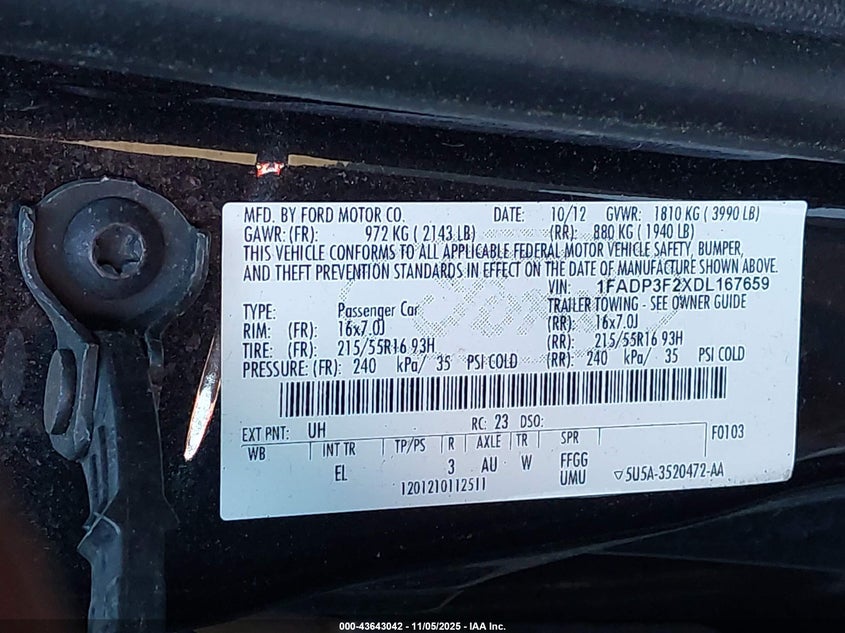 MFD. BY FORD MOTOR CO. DATE: 10/12 GVWR: 1810 KG ( 3990 LB)
GAWR: (FR): 972 KG ( 2143 LB) (RR): 880 KG ( 1940 LB)
THIS VEHICLE CONFORMS TO ALL APPLICABLE FEDERAL MOTOR VEHICLE SAFETY, BUMPER,
AND THEFT PREVENTION STANDARDS IN EFFECT ON THE DATE OF MANUFACTURE SHOWN ABOVE.
VIN: 1FADP3F2XDL167659
TYPE: Passenger Car TRAILER TOWING - SEE OWNER GUIDE
RIM: (FR): 16x7.0J (RR): 16x7.0J
TIRE: (FR): 215/55R16 93H (RR): 215/55R16 93H
PRESSURE: (FR): 240 kPa/ 35 PSI COLD (RR): 240 kPa/ 35 PSI COLD
EXT PNT: UH RC: 23 DSO: F0103
WB INT TR TP/PS R AXLE TR SPR
EL 3 AU W FFGG
UMU
1201210112511 ▽5U5A-3520472-AA
000-43643042 - 11/05/2025 - IAA Inc.